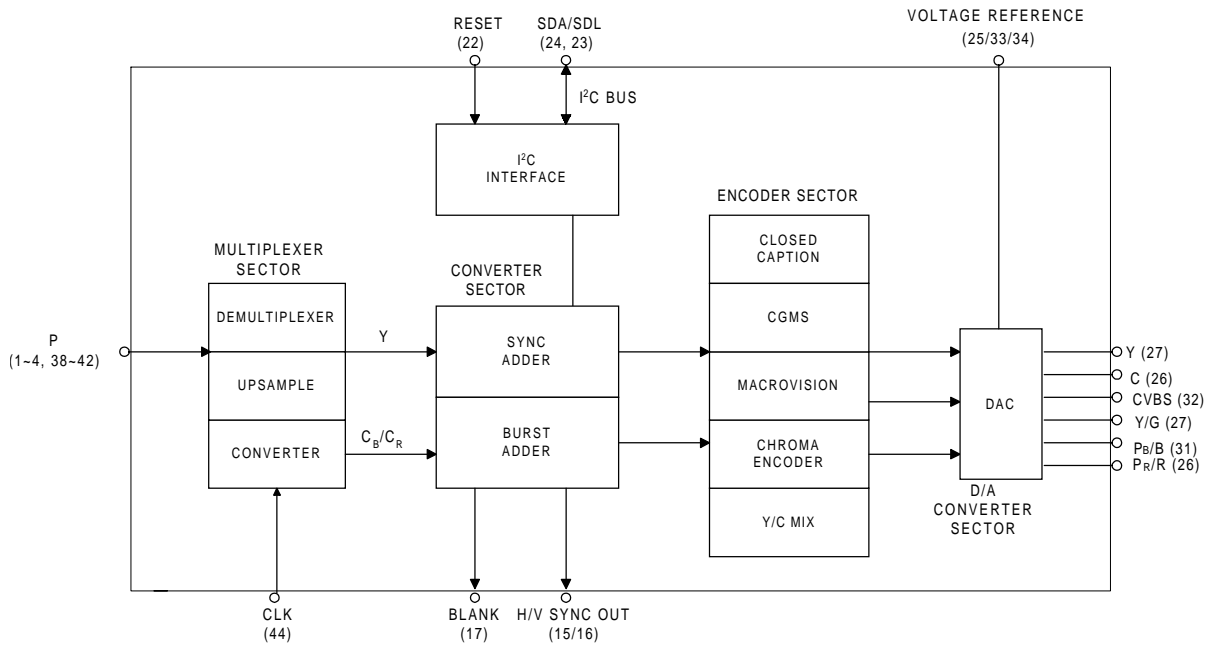 RESET
(22)
SDA/SDL
(24, 23)
VOLTAGE REFERENCE
(25/33/34)
I²C BUS
I²C
INTERFACE
ENCODER SECTOR
CLOSED
CAPTION
CGMS
MACROVISION
CHROMA
ENCODER
Y/C MIX
MULTIPLEXER
SECTOR
DEMULTIPLEXER
UPSAMPLE
CONVERTER
CONVERTER
SECTOR
SYNC
ADDER
BURST
ADDER
P
(1~4, 38~42)
Y
CB/CR
DAC
D/A
CONVERTER
SECTOR
Y (27)
C (26)
CVBS (32)
Y/G (27)
PB/B (31)
PR/R (26)
CLK
(44)
BLANK
(17)
H/V SYNC OUT
(15/16)